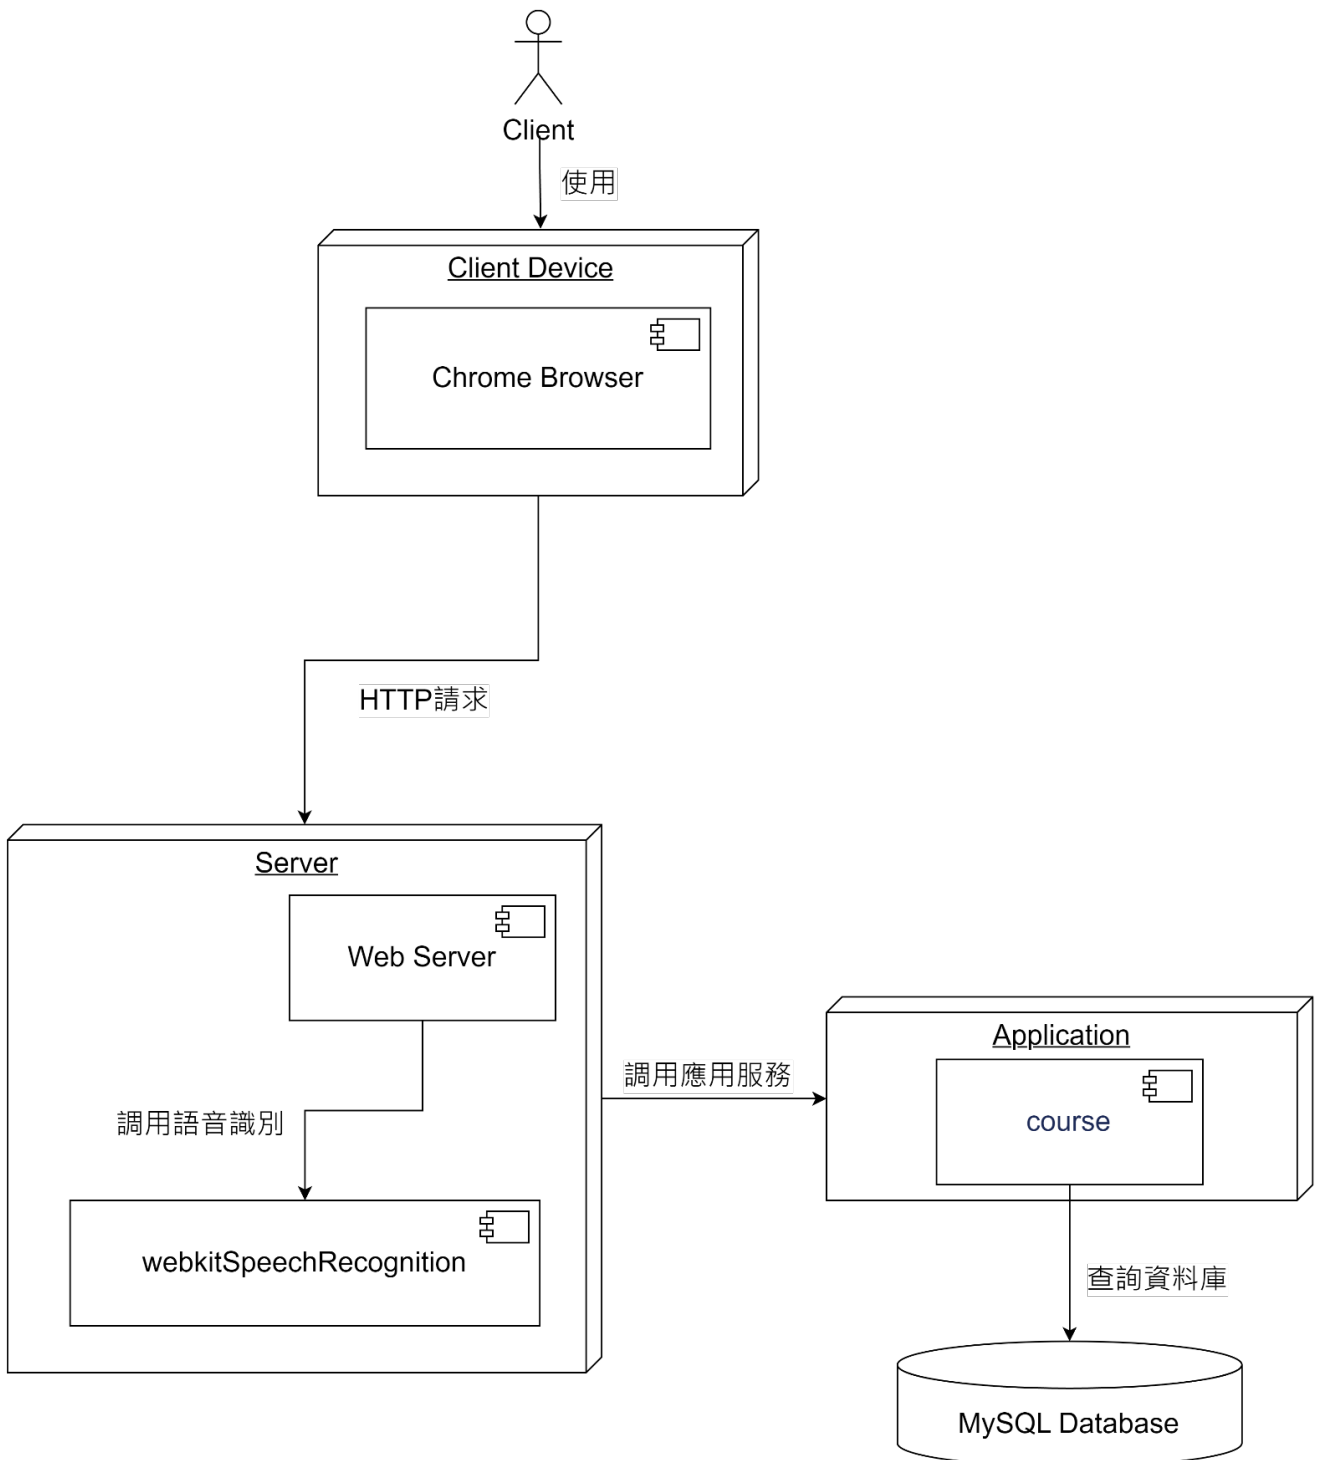 Client
使用
Client Device
Chrome Browser
HTTP請求
Server
Web Server
調用語音識別
webkitSpeechRecognition
調用應用服務
Application
course
查詢資料庫
MySQL Database